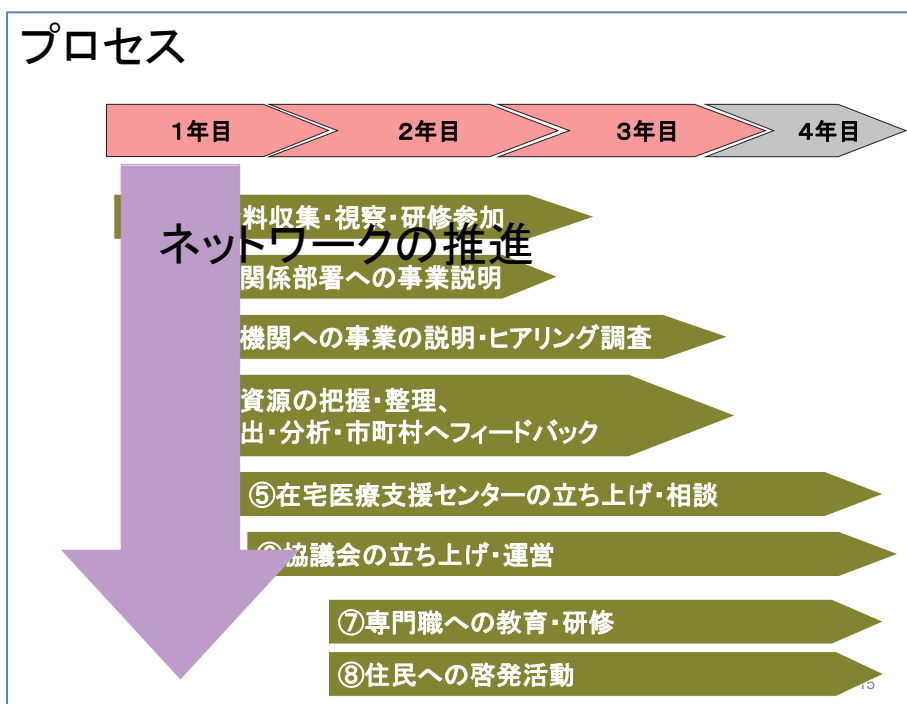 プロセス
1年目
2年目
3年目
4年目
料収集・視察・研修参加
ネットワークの推進
関係部署への事業説明
機関への事業の説明・ヒアリング調査
資源の把握・整理、
出・分析・市町村へフィードバック
⑤在宅医療支援センターの立ち上げ・相談
協議会の立ち上げ・運営
⑦専門職への教育・研修
⑧住民への啓発活動
15